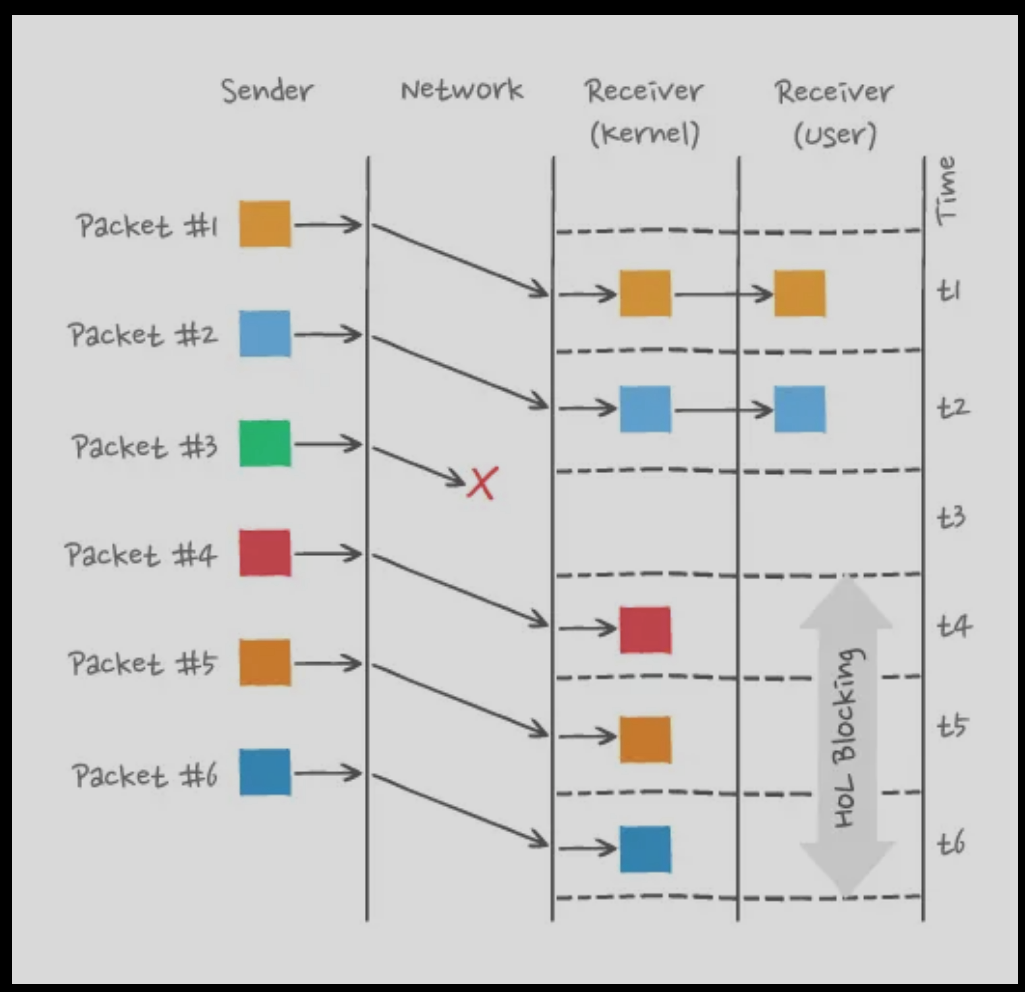 Sender
Network
Receiver
(kernel)
Receiver
(user)
Time
Packet #1
t1
Packet #2
t2
Packet #3
X
t3
Packet #4
t4
Packet #5
t5
Packet #6
t6
HoL Blocking